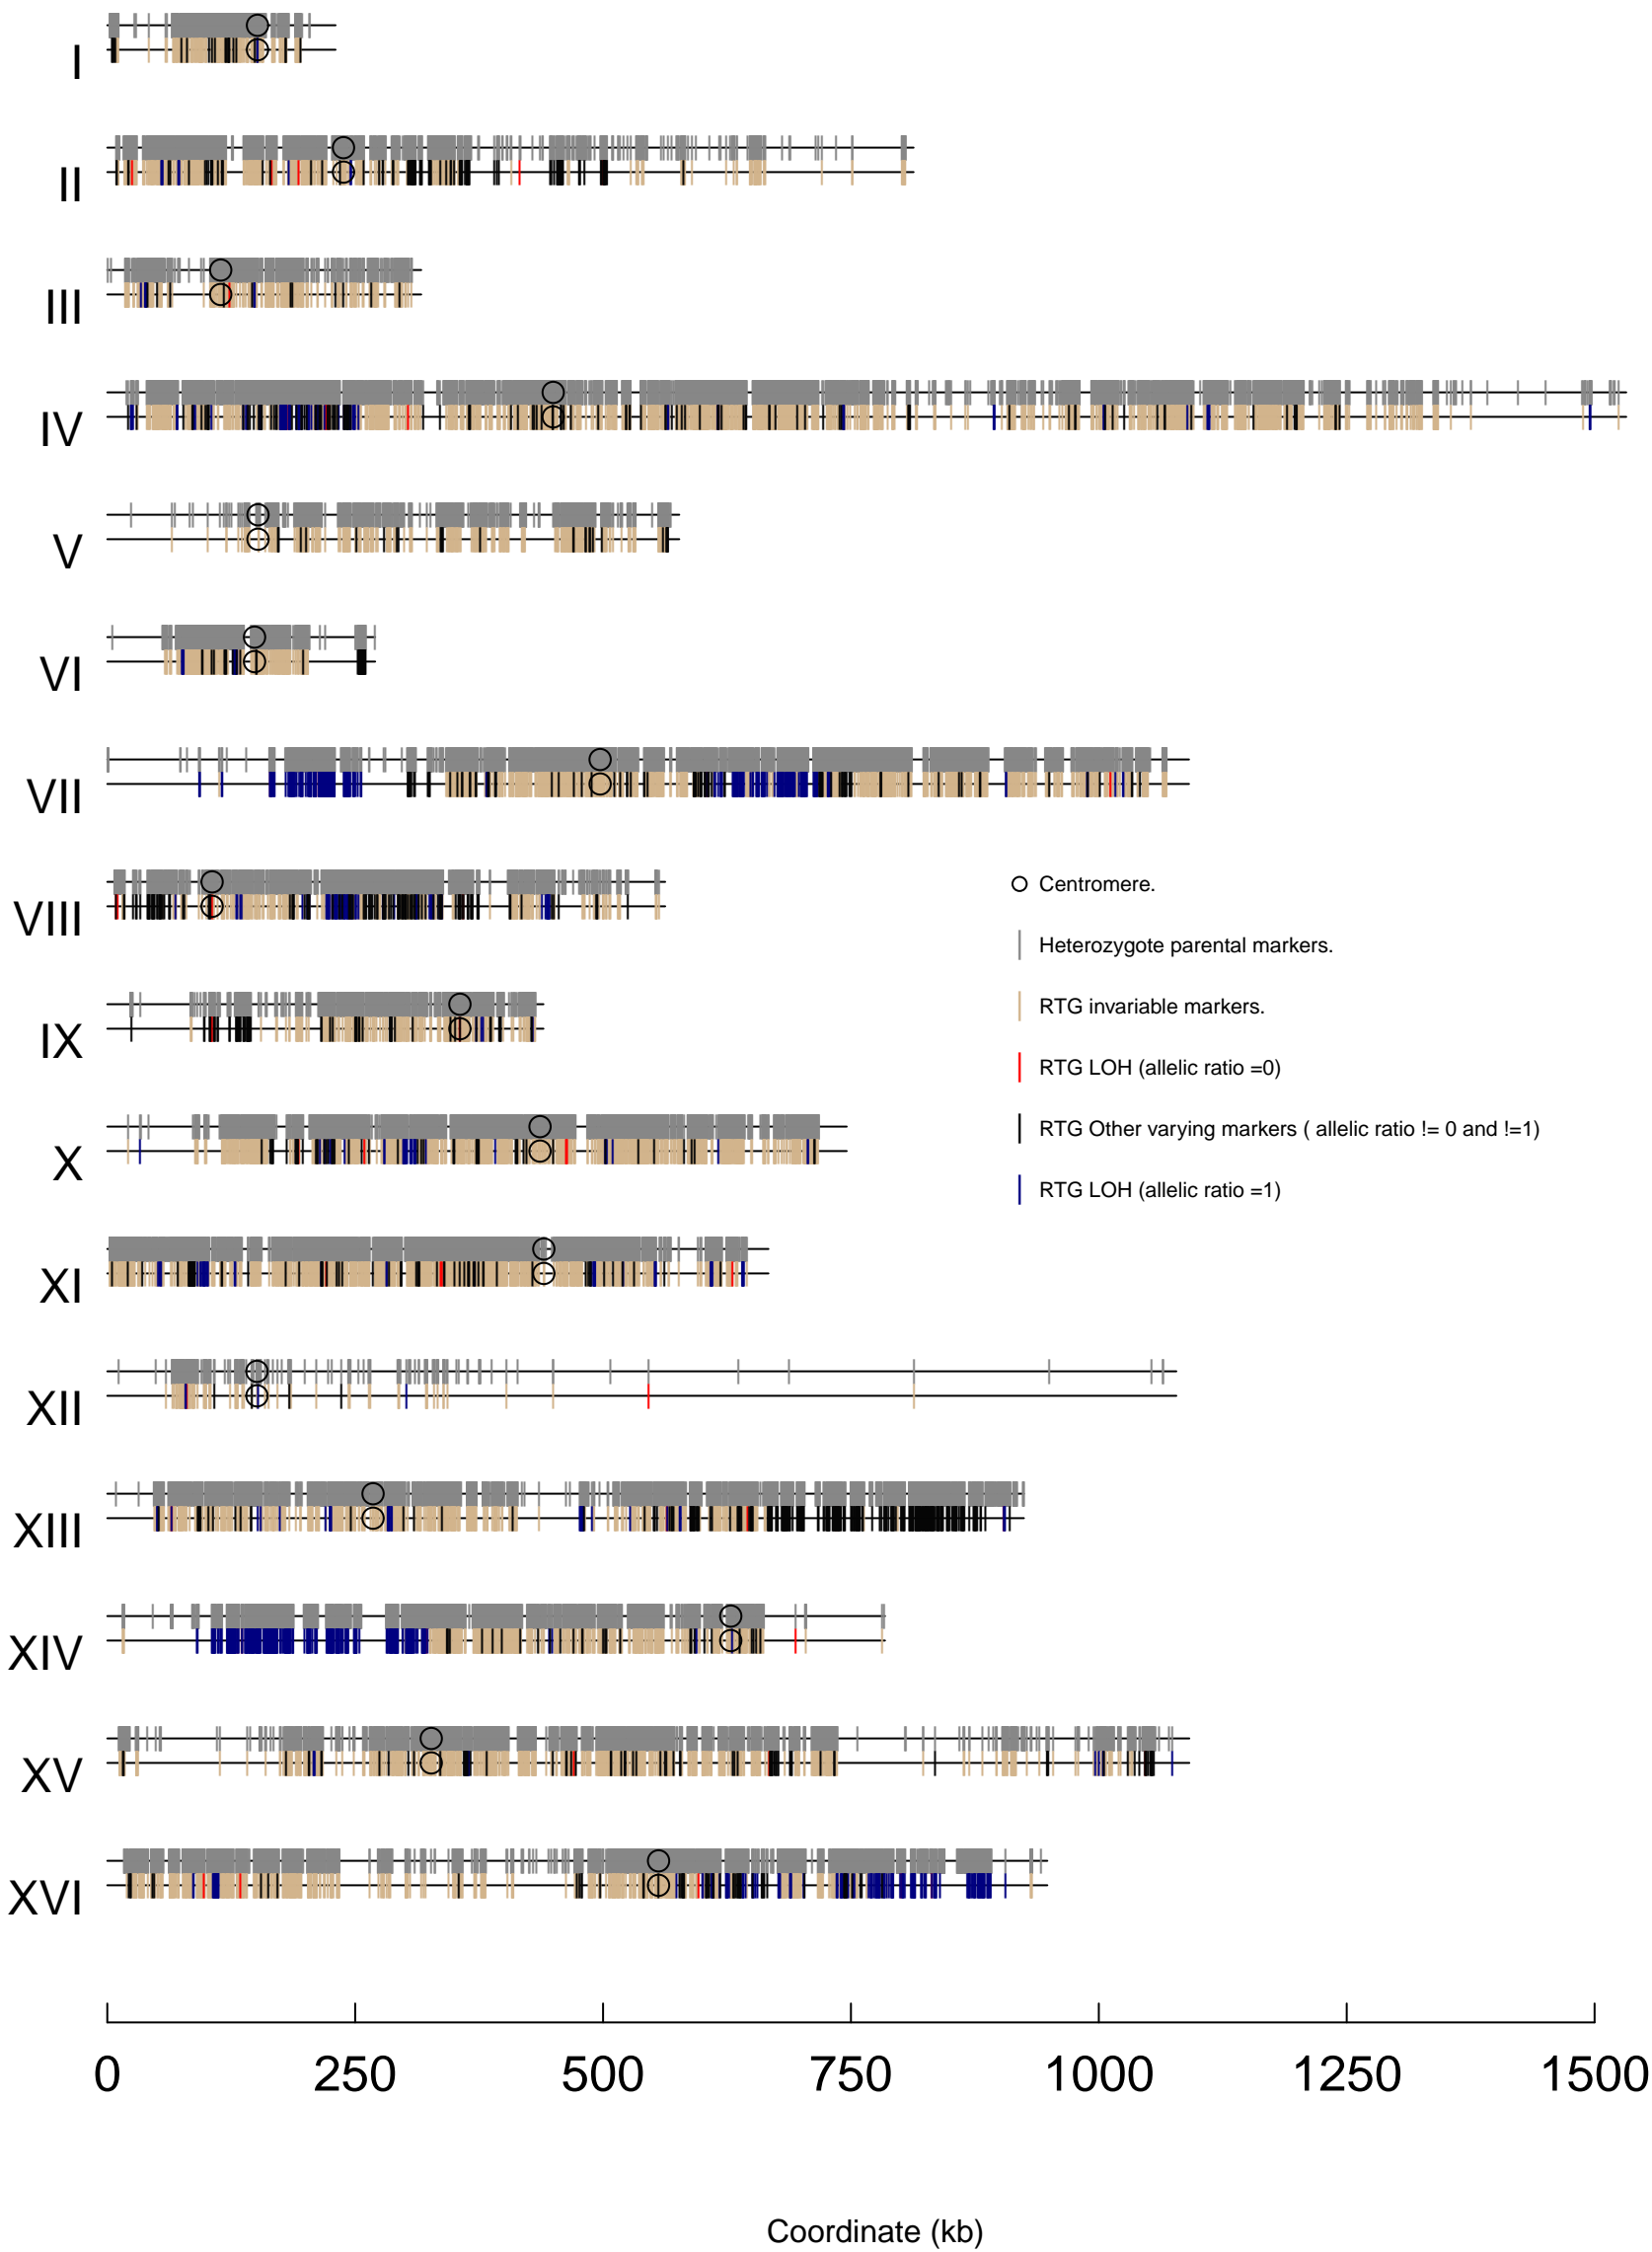 I
II
III
IV
V
VI
VII
VIII
Centromere.
Heterozygote parental markers.
IX
RTG invariable markers.
RTG LOH (allelic ratio =0)
X
RTG Other varying markers ( allelic ratio != 0 and !=1)
RTG LOH (allelic ratio =1)
XI
XII
XIII
XIV
XV
XVI
0 250 500 750 1000 1250 1500
Coordinate (kb)